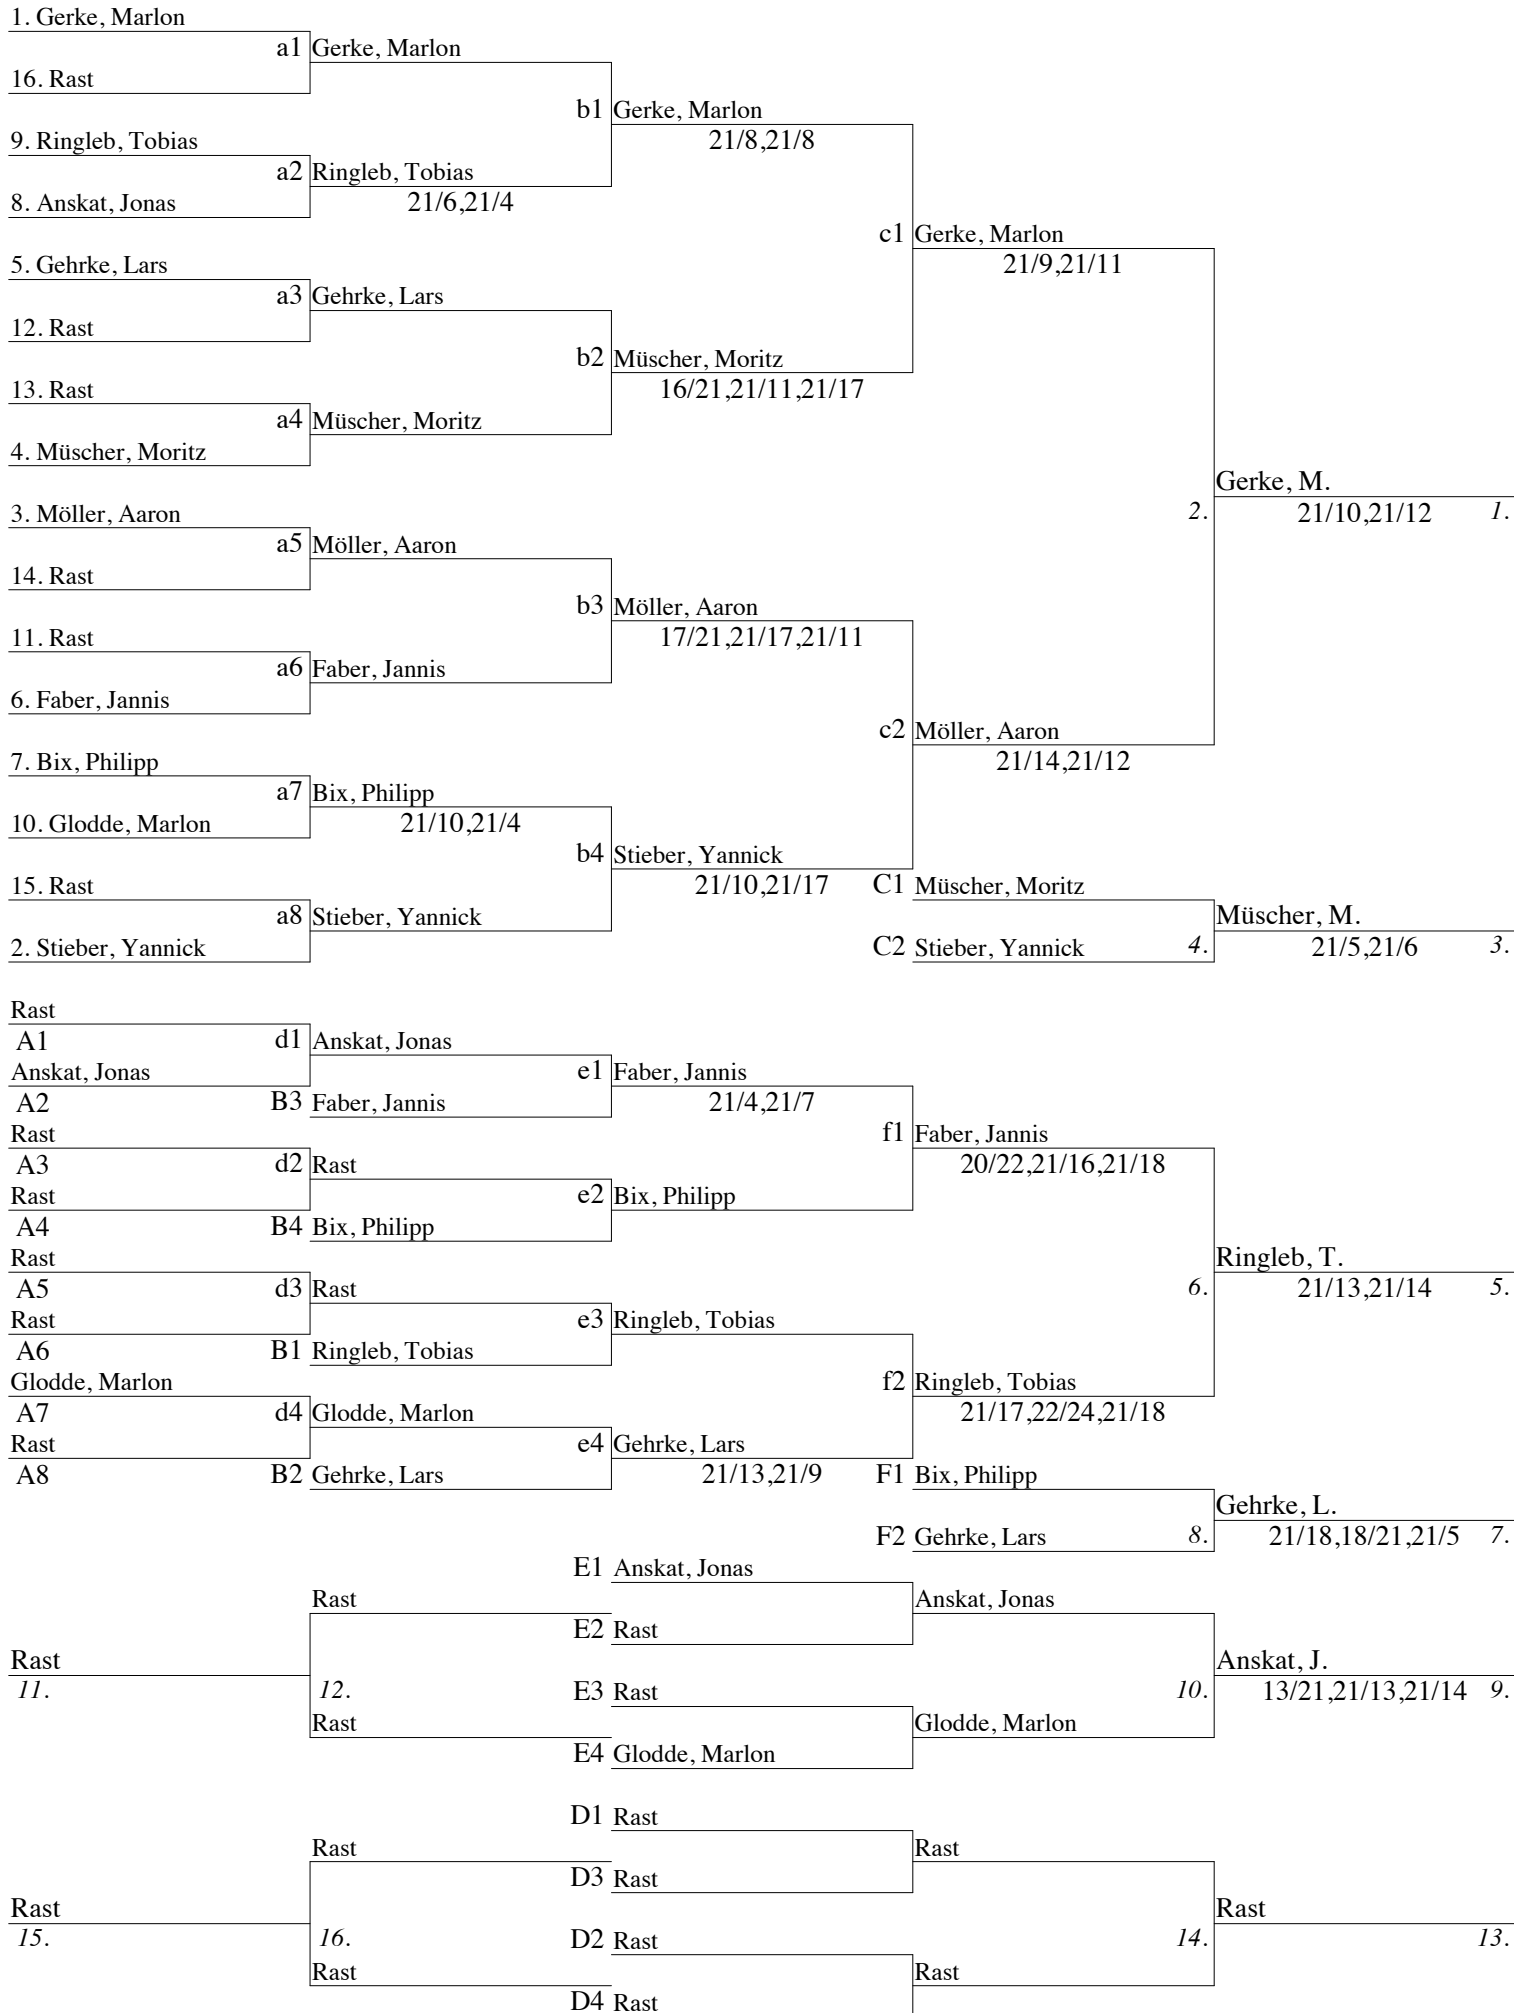 1. Gerke, Marlon
a1 Gerke, Marlon
16. Rast
b1 Gerke, Marlon
21/8,21/8
9. Ringleb, Tobias
a2 Ringleb, Tobias
21/6,21/4
8. Anskat, Jonas
c1 Gerke, Marlon
21/9,21/11
5. Gehrke, Lars
a3 Gehrke, Lars
12. Rast
b2 Müscher, Moritz
16/21,21/11,21/17
13. Rast
a4 Müscher, Moritz
4. Müscher, Moritz
Gerke, M.
2. 21/10,21/12 1.
3. Möller, Aaron
a5 Möller, Aaron
14. Rast
b3 Möller, Aaron
17/21,21/17,21/11
11. Rast
a6 Faber, Jannis
6. Faber, Jannis
c2 Möller, Aaron
21/14,21/12
7. Bix, Philipp
a7 Bix, Philipp
21/10,21/4
10. Glodde, Marlon
b4 Stieber, Yannick
21/10,21/17
15. Rast
C1 Müscher, Moritz
a8 Stieber, Yannick
Müscher, M.
2. Stieber, Yannick
C2 Stieber, Yannick 4. 21/5,21/6 3.
Rast
A1 d1 Anskat, Jonas
Anskat, Jonas
e1 Faber, Jannis
A2 B3 Faber, Jannis 21/4,21/7
Rast
f1 Faber, Jannis
A3 d2 Rast 20/22,21/16,21/18
Rast
e2 Bix, Philipp
A4 B4 Bix, Philipp
Rast
Ringleb, T.
A5 d3 Rast 6. 21/13,21/14 5.
Rast
e3 Ringleb, Tobias
A6 B1 Ringleb, Tobias
Glodde, Marlon
f2 Ringleb, Tobias
A7 d4 Glodde, Marlon 21/17,22/24,21/18
Rast
e4 Gehrke, Lars
A8 B2 Gehrke, Lars 21/13,21/9 F1 Bix, Philipp
Gehrke, L.
F2 Gehrke, Lars 8. 21/18,18/21,21/5 7.
E1 Anskat, Jonas
Rast Anskat, Jonas
E2 Rast
Rast Anskat, J.
11. 12. E3 Rast 10. 13/21,21/13,21/14 9.
Rast Glodde, Marlon
E4 Glodde, Marlon
D1 Rast
Rast Rast
D3 Rast
Rast Rast
15. 16. D2 Rast 14. 13.
Rast Rast
D4 Rast